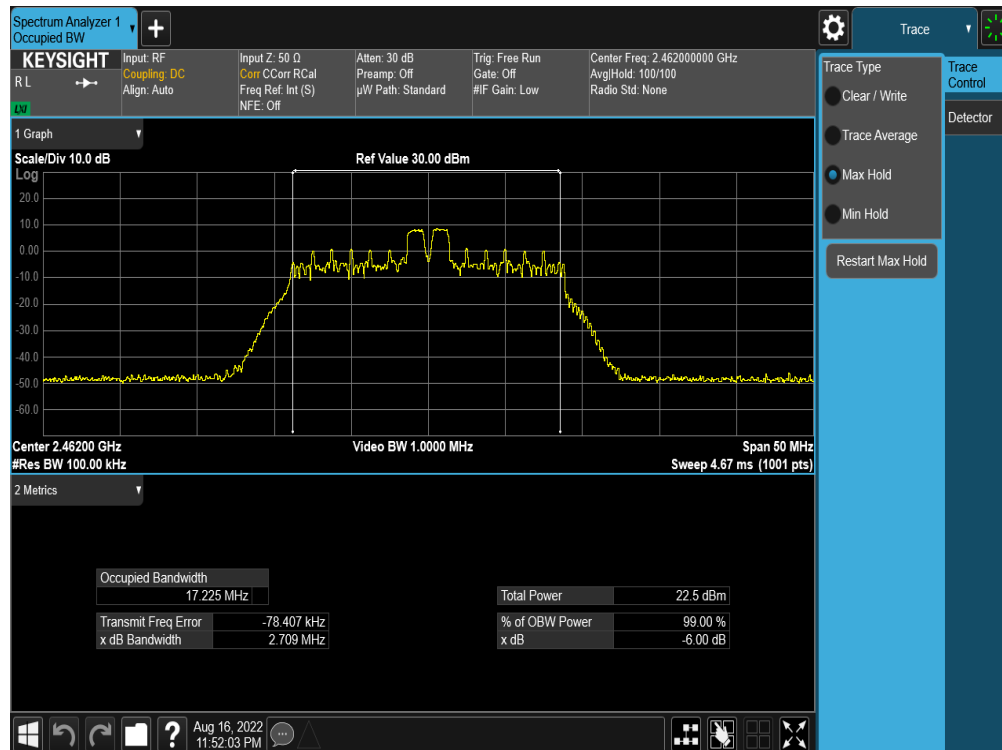 Spectrum Analyzer 1
Occupied BW
Trace
KEYSIGHT
R L
LXI
Input: RF
Coupling: DC
Align: Auto
Input Z: 50 Ω
Corr CCorr RCal
Freq Ref: Int (S)
NFE: Off
Atten: 30 dB
Preamp: Off
µW Path: Standard
Trig: Free Run
Gate: Off
#IF Gain: Low
Center Freq: 2.462000000 GHz
Avg|Hold: 100/100
Radio Std: None
Trace Type
Clear / Write
Trace Average
Max Hold
Min Hold
Restart Max Hold
Trace
Control
Detector
1 Graph
Scale/Div 10.0 dB
Ref Value 30.00 dBm
Log
20.0
10.0
0.00
-10.0
-20.0
-30.0
-40.0
-50.0
-60.0
Center 2.46200 GHz
Video BW 1.0000 MHz
Span 50 MHz
#Res BW 100.00 kHz
Sweep 4.67 ms (1001 pts)
2 Metrics
Occupied Bandwidth
17.225 MHz
Total Power 22.5 dBm
Transmit Freq Error -78.407 kHz
% of OBW Power 99.00 %
x dB Bandwidth 2.709 MHz
x dB -6.00 dB
?
Aug 16, 2022
11:52:03 PM